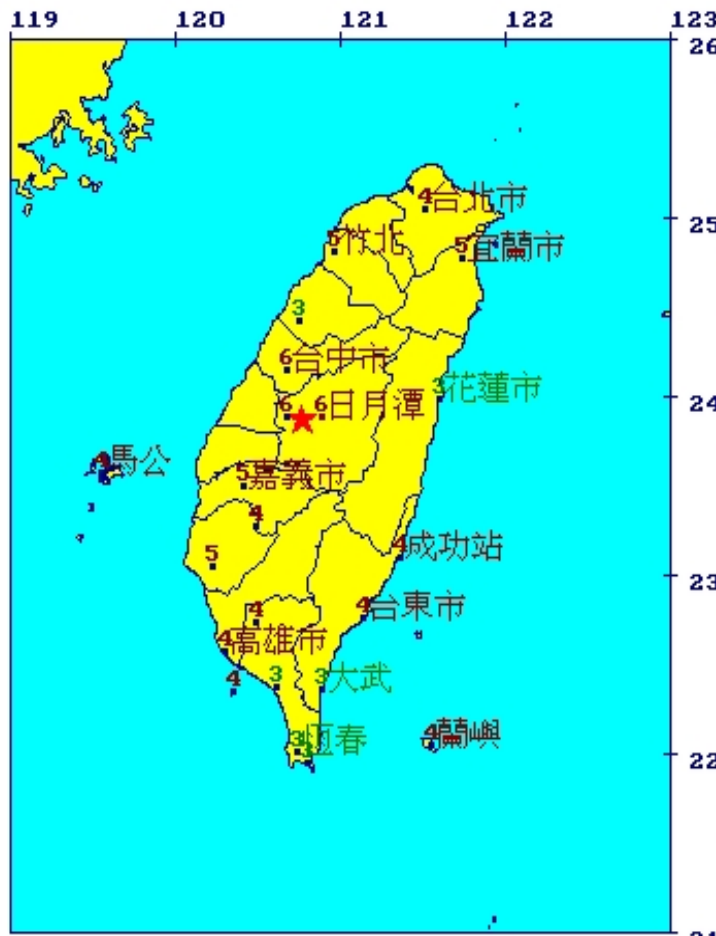 119 120 121 122 123
26
4 台北市
25
5 竹北
5 宜蘭市
3
6 台中市
24
3 花蓮市
6
6 日月潭
4 馬公
5 嘉義市
4
4 成功站
5
23
4 台東市
4
4 高雄市
3
3 大武
4
4 蘭嶼
3 恆春
22